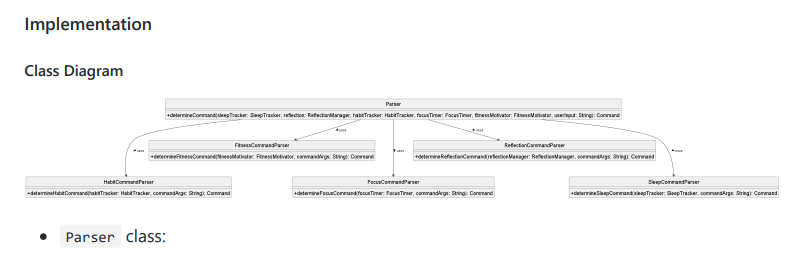 Implementation
Class Diagram
Parser
+determineCommand(sleepTracker: SleepTracker, reflection: ReflectionManager, habitTracker: HabitTracker, focusTimer: FocusTimer, fitnessMotivator: FitnessMotivator, userInput: String): Command
uses
uses
uses
uses
uses
FitnessCommandParser
+determineFitnessCommand(fitnessMotivator: FitnessMotivator, commandArgs: String): Command
ReflectionCommandParser
+determineReflectionCommand(reflectionManager: ReflectionManager, commandArgs: String): Command
HabitCommandParser
+determineHabitCommand(habitTracker: HabitTracker, commandArgs: String): Command
FocusCommandParser
+determineFocusCommand(focusTimer: FocusTimer, commandArgs: String): Command
SleepCommandParser
+determineSleepCommand(sleepTracker: SleepTracker, commandArgs: String): Command
• Parser class: